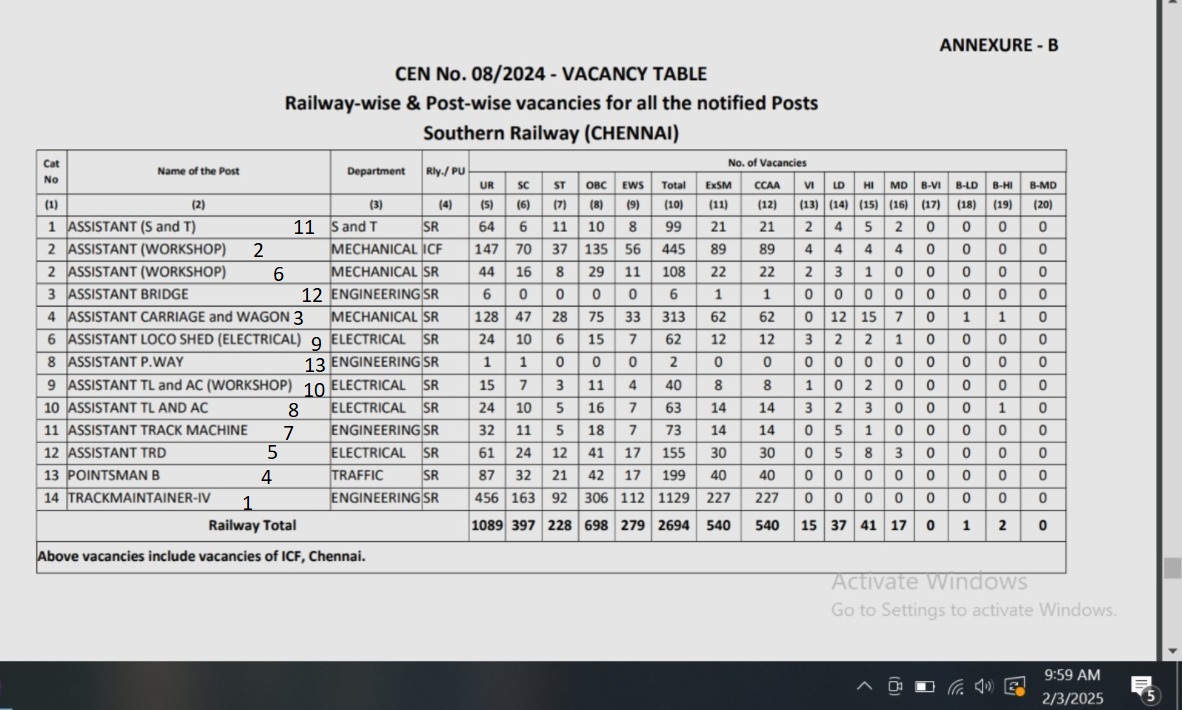 ANNEXURE - B
CEN No. 08/2024 - VACANCY TABLE
Railway-wise & Post-wise vacancies for all the notified Posts
Southern Railway (CHENNAI)
Cat No Name of the Post Department Rly./ PU No. of Vacancies
UR SC ST OBC EWS Total ExSM CCAA VI LD HI MD B-VI B-LD B-HI B-MD
(1) (2) (3) (4) (5) (6) (7) (8) (9) (10) (11) (12) (13) (14) (15) (16) (17) (18) (19) (20)
1 ASSISTANT (S and T) 11 S and T SR 64 6 11 10 8 99 21 21 2 4 5 2 0 0 0 0
2 ASSISTANT (WORKSHOP) 2 MECHANICAL ICF 147 70 37 135 56 445 89 89 4 4 4 4 0 0 0 0
2 ASSISTANT (WORKSHOP) 6 MECHANICAL SR 44 16 8 29 11 108 22 22 2 3 1 0 0 0 0 0
3 ASSISTANT BRIDGE 12 ENGINEERING SR 6 0 0 0 0 6 1 1 0 0 0 0 0 0 0 0
4 ASSISTANT CARRIAGE and WAGON 3 MECHANICAL SR 128 47 28 75 33 313 62 62 0 12 15 7 0 1 1 0
6 ASSISTANT LOCO SHED (ELECTRICAL) 9 ELECTRICAL SR 24 10 6 15 7 62 12 12 3 2 2 1 0 0 0 0
8 ASSISTANT P.WAY 13 ENGINEERING SR 1 1 0 0 0 2 0 0 0 0 0 0 0 0 0 0
9 ASSISTANT TL and AC (WORKSHOP) 10 ELECTRICAL SR 15 7 3 11 4 40 8 8 1 0 2 0 0 0 0 0
10 ASSISTANT TL AND AC 8 ELECTRICAL SR 24 10 5 16 7 63 14 14 3 2 3 0 0 0 1 0
11 ASSISTANT TRACK MACHINE 7 ENGINEERING SR 32 11 5 18 7 73 14 14 0 5 1 0 0 0 0 0
12 ASSISTANT TRD 5 ELECTRICAL SR 61 24 12 41 17 155 30 30 0 5 8 3 0 0 0 0
13 POINTSMAN B 4 TRAFFIC SR 87 32 21 42 17 199 40 40 0 0 0 0 0 0 0 0
14 TRACKMAINTAINER-IV 1 ENGINEERING SR 456 163 92 306 112 1129 227 227 0 0 0 0 0 0 0 0
Railway Total 1089 397 228 698 279 2694 540 540 15 37 41 17 0 1 2 0
Above vacancies include vacancies of ICF, Chennai.
Activate Windows
Go to Settings to activate Windows.
9:59 AM
2/3/2025
5